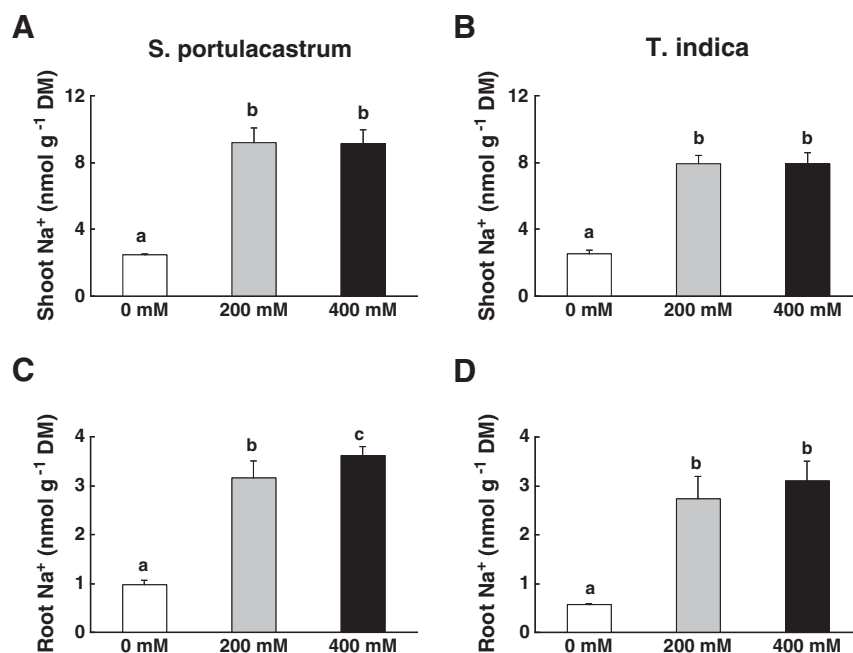 A
S. portulacastrum
Shoot Na⁺ (nmol g⁻¹ DM)
12
8
4
0
a
b
b
0 mM 200 mM 400 mM
B
T. indica
Shoot Na⁺ (nmol g⁻¹ DM)
12
8
4
0
a
b
b
0 mM 200 mM 400 mM
C
Root Na⁺ (nmol g⁻¹ DM)
4
3
2
1
0
a
b
c
0 mM 200 mM 400 mM
D
Root Na⁺ (nmol g⁻¹ DM)
4
3
2
1
0
a
b
b
0 mM 200 mM 400 mM